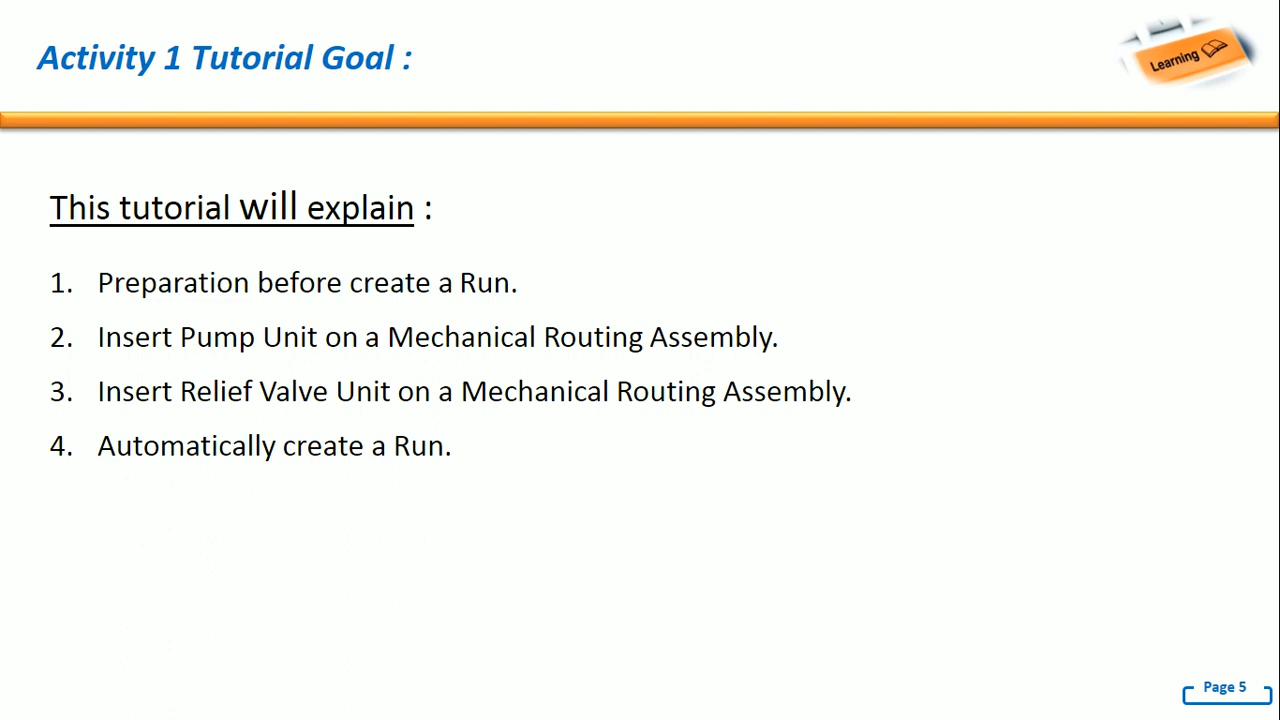 Activity 1 Tutorial Goal :
Learning
This tutorial will explain :
1. Preparation before create a Run.
2. Insert Pump Unit on a Mechanical Routing Assembly.
3. Insert Relief Valve Unit on a Mechanical Routing Assembly.
4. Automatically create a Run.
Page 5